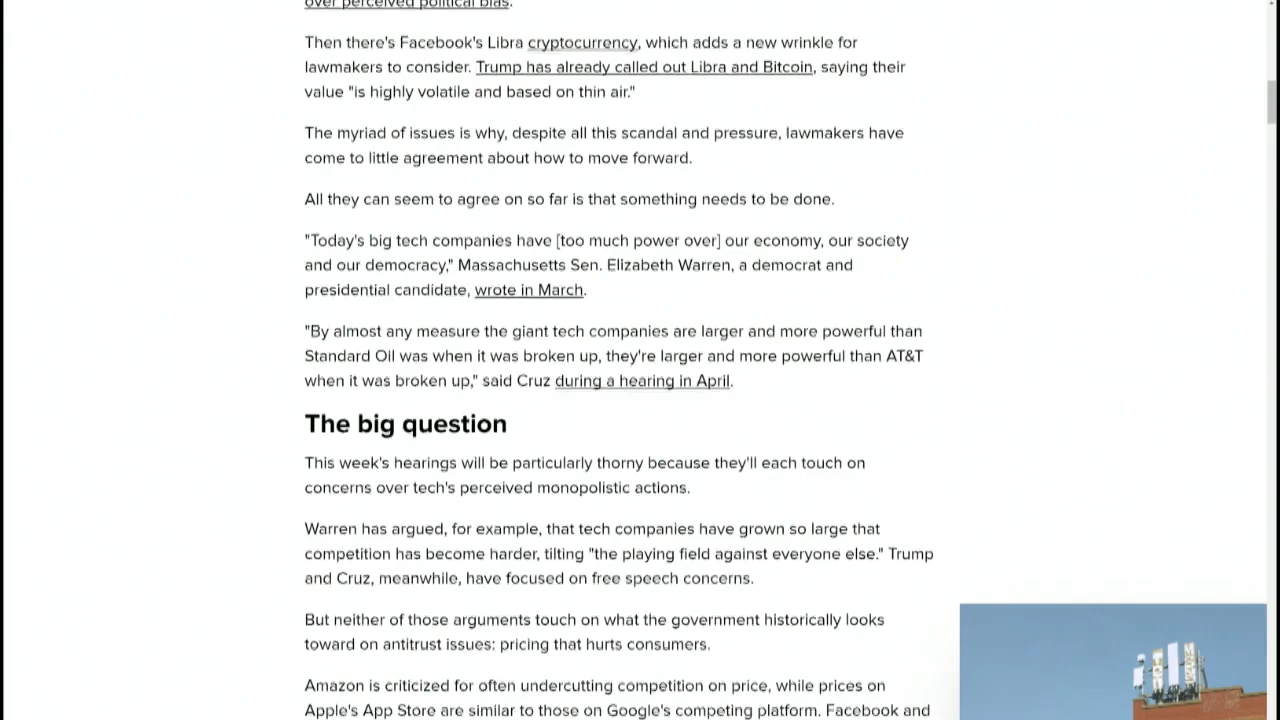 over perceived political bias.
Then there's Facebook's Libra cryptocurrency, which adds a new wrinkle for
lawmakers to consider. Trump has already called out Libra and Bitcoin, saying their
value "is highly volatile and based on thin air."
The myriad of issues is why, despite all this scandal and pressure, lawmakers have
come to little agreement about how to move forward.
All they can seem to agree on so far is that something needs to be done.
"Today's big tech companies have [too much power over] our economy, our society
and our democracy," Massachusetts Sen. Elizabeth Warren, a democrat and
presidential candidate, wrote in March.
"By almost any measure the giant tech companies are larger and more powerful than
Standard Oil was when it was broken up, they're larger and more powerful than AT&T
when it was broken up," said Cruz during a hearing in April.
The big question
This week's hearings will be particularly thorny because they'll each touch on
concerns over tech's perceived monopolistic actions.
Warren has argued, for example, that tech companies have grown so large that
competition has become harder, tilting "the playing field against everyone else." Trump
and Cruz, meanwhile, have focused on free speech concerns.
But neither of those arguments touch on what the government historically looks
toward on antitrust issues: pricing that hurts consumers.
Amazon is criticized for often undercutting competition on price, while prices on
Apple's App Store are similar to those on Google's competing platform. Facebook and